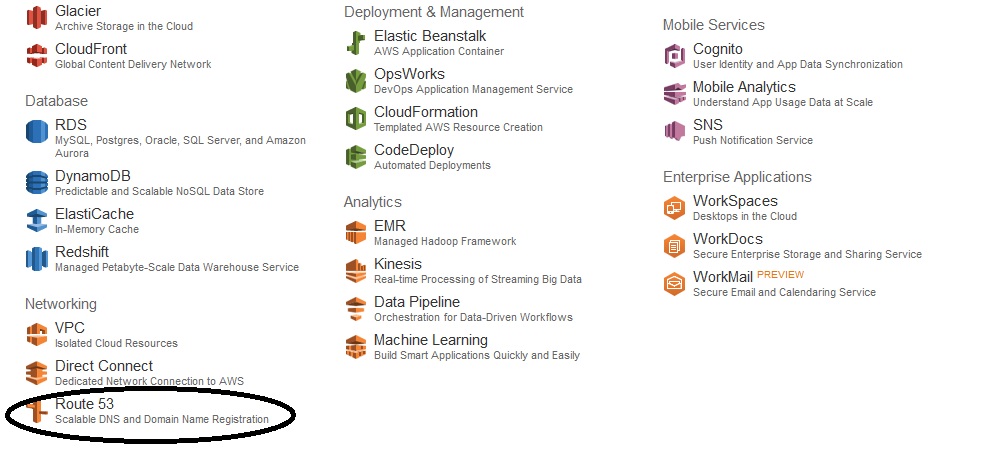 Glacier
Archive Storage in the Cloud
CloudFront
Global Content Delivery Network
Database
RDS
MySQL, Postgres, Oracle, SQL Server, and Amazon
Aurora
DynamoDB
Predictable and Scalable NoSQL Data Store
ElastiCache
In-Memory Cache
Redshift
Managed Petabyte-Scale Data Warehouse Service
Networking
VPC
Isolated Cloud Resources
Direct Connect
Dedicated Network Connection to AWS
Route 53
Scalable DNS and Domain Name Registration
Deployment & Management
Elastic Beanstalk
AWS Application Container
OpsWorks
DevOps Application Management Service
CloudFormation
Templated AWS Resource Creation
CodeDeploy
Automated Deployments
Analytics
EMR
Managed Hadoop Framework
Kinesis
Real-time Processing of Streaming Big Data
Data Pipeline
Orchestration for Data-Driven Workflows
Machine Learning
Build Smart Applications Quickly and Easily
Mobile Services
Cognito
User Identity and App Data Synchronization
Mobile Analytics
Understand App Usage Data at Scale
SNS
Push Notification Service
Enterprise Applications
WorkSpaces
Desktops in the Cloud
WorkDocs
Secure Enterprise Storage and Sharing Service
WorkMail PREVIEW
Secure Email and Calendaring Service